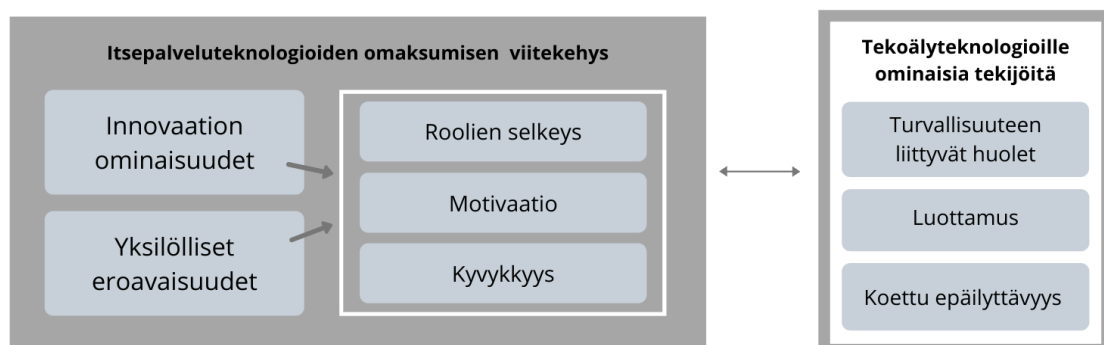 Itsepalveluteknologioiden omaksumisen viitekehys
Innovaation
ominaisuudet
Yksilölliset
eroavaisuudet
Roolien selkeys
Motivaatio
Kyvykkyys
Tekoälyteknologioille
ominaisia tekijöitä
Turvallisuuteen
liittyvät huolet
Luottamus
Koettu epäilyttävyys